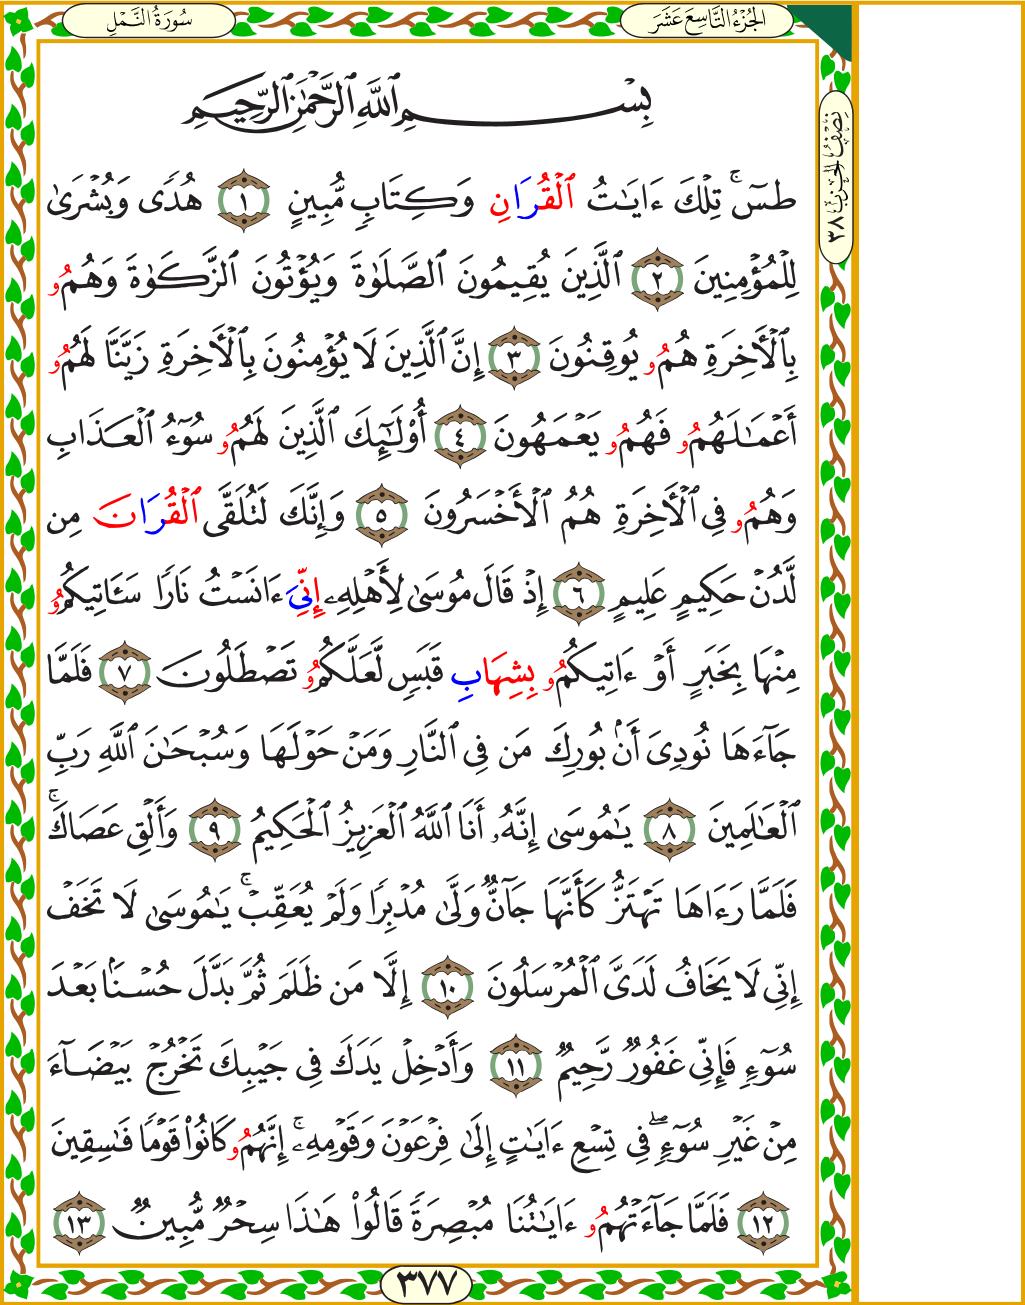 الجُزْءُ التَّاسِعَ عَشَرَ
سُورَةُ النَّمْلِ
نِصْفُ الْحِزْبِ ٣٨
بِسْمِ ٱللَّهِ ٱلرَّحْمَٰنِ ٱلرَّحِيمِ
طسٓۚ تِلْكَ ءَايَٰتُ ٱلْقُرَانِ وَكِتَابٍ مُّبِينٍ ١ هُدًى وَبُشْرَىٰ
لِلْمُؤْمِنِينَ ٢ ٱلَّذِينَ يُقِيمُونَ ٱلصَّلَوٰةَ وَيُؤْتُونَ ٱلزَّكَوٰةَ وَهُمُۥ
بِٱلْأَخِرَةِ هُمُۥ يُوقِنُونَ ٣ إِنَّ ٱلَّذِينَ لَا يُؤْمِنُونَ بِٱلْأَخِرَةِ زَيَّنَّا لَهُمُۥ
أَعْمَٰلَهُمُۥ فَهُمُۥ يَعْمَهُونَ ٤ أُوْلَٰٓئِكَ ٱلَّذِينَ لَهُمُۥ سُوٓءُ ٱلْعَذَابِ
وَهُمُۥ فِي ٱلْأَخِرَةِ هُمُ ٱلْأَخْسَرُونَ ٥ وَإِنَّكَ لَتُلَقَّى ٱلْقُرَانَ مِن
لَّدُنْ حَكِيمٍ عَلِيمٍ ٦ إِذْ قَالَ مُوسَىٰ لِأَهْلِهِۦ إِنِّيَ ءَانَسْتُ نَارًا سَـَٔاتِيكُمُۥ
مِنْهَا بِخَبَرٍ أَوْ ءَاتِيكُمُۥ بِشِهَابِ قَبَسٍ لَّعَلَّكُمُۥ تَصْطَلُونَ ٧ فَلَمَّا
جَآءَهَا نُودِيَ أَنۢ بُورِكَ مَن فِي ٱلنَّارِ وَمَنْ حَوْلَهَا وَسُبْحَٰنَ ٱللَّهِ رَبِّ
ٱلْعَٰلَمِينَ ٨ يَٰمُوسَىٰٓ إِنَّهُۥٓ أَنَا ٱللَّهُ ٱلْعَزِيزُ ٱلْحَكِيمُ ٩ وَأَلْقِ عَصَاكَۚ
فَلَمَّا رَءَاهَا تَهْتَزُّ كَأَنَّهَا جَآنٌّ وَلَّىٰ مُدْبِرًا وَلَمْ يُعَقِّبْۚ يَٰمُوسَىٰ لَا تَخَفْ
إِنِّي لَا يَخَافُ لَدَيَّ ٱلْمُرْسَلُونَ ١٠ إِلَّا مَن ظَلَمَ ثُمَّ بَدَّلَ حُسْنًۢا بَعْدَ
سُوٓءٍ فَإِنِّي غَفُورٌ رَّحِيمٌ ١١ وَأَدْخِلْ يَدَكَ فِي جَيْبِكَ تَخْرُجْ بَيْضَآءَ
مِنْ غَيْرِ سُوٓءٍۖ فِي تِسْعِ ءَايَٰتٍ إِلَىٰ فِرْعَوْنَ وَقَوْمِهِۦٓۚ إِنَّهُمُۥ كَانُوا۟ قَوْمًا فَٰسِقِينَ
١٢ فَلَمَّا جَآءَتْهُمُۥ ءَايَٰتُنَا مُبْصِرَةً قَالُوا۟ هَٰذَا سِحْرٌ مُّبِينٌ ١٣
٣٧٧